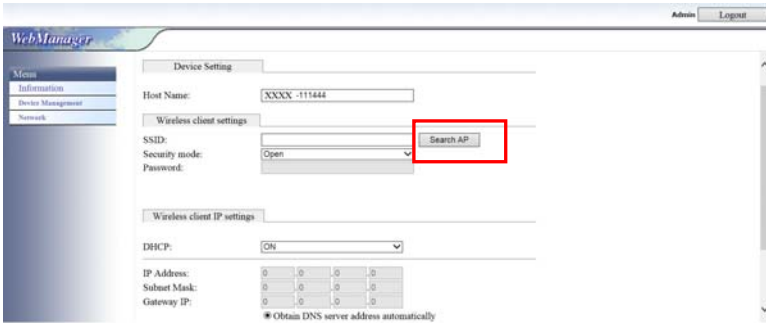 Admin Logout
WebManager
Menu
Information
Device Management
Network
Device Setting
Host Name: XXXX -111444
Wireless client settings
SSID: Search AP
Security mode: Open
Password:
Wireless client IP settings
DHCP: ON
IP Address: 0 .0 .0 .0
Subnet Mask: 0 .0 .0 .0
Gateway IP: 0 .0 .0 .0
Obtain DNS server address automatically